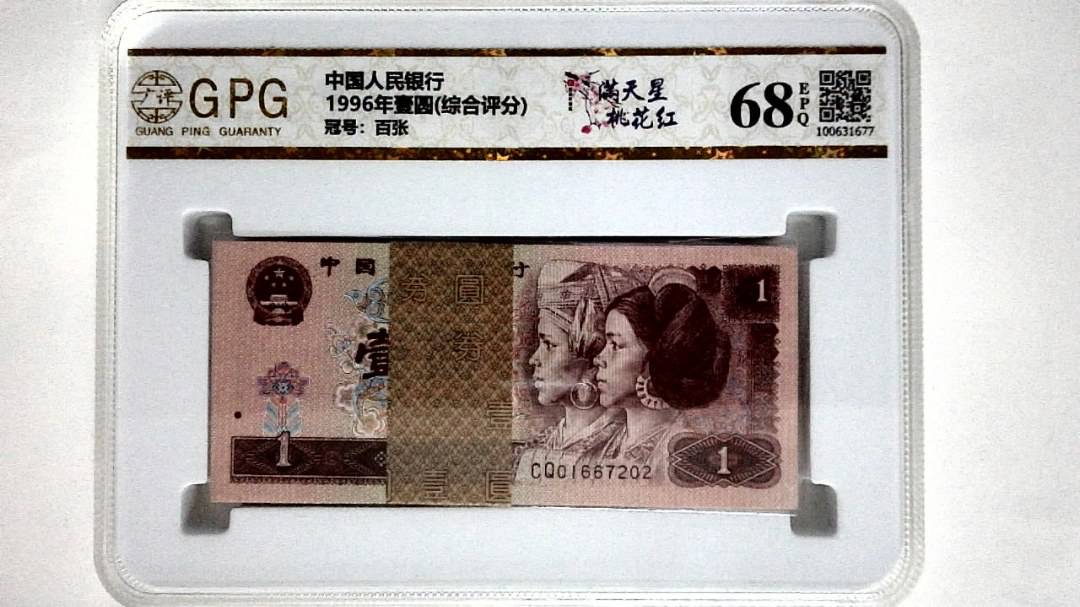 GPG
GUANG PING GUARANTY
中国人民银行
1996年壹圆(综合评分)
冠号：百张
满天星
桃花红
68
EPQ
100631677
中国
1
圆
券
壹
壹圆
1
CQ01667202
1